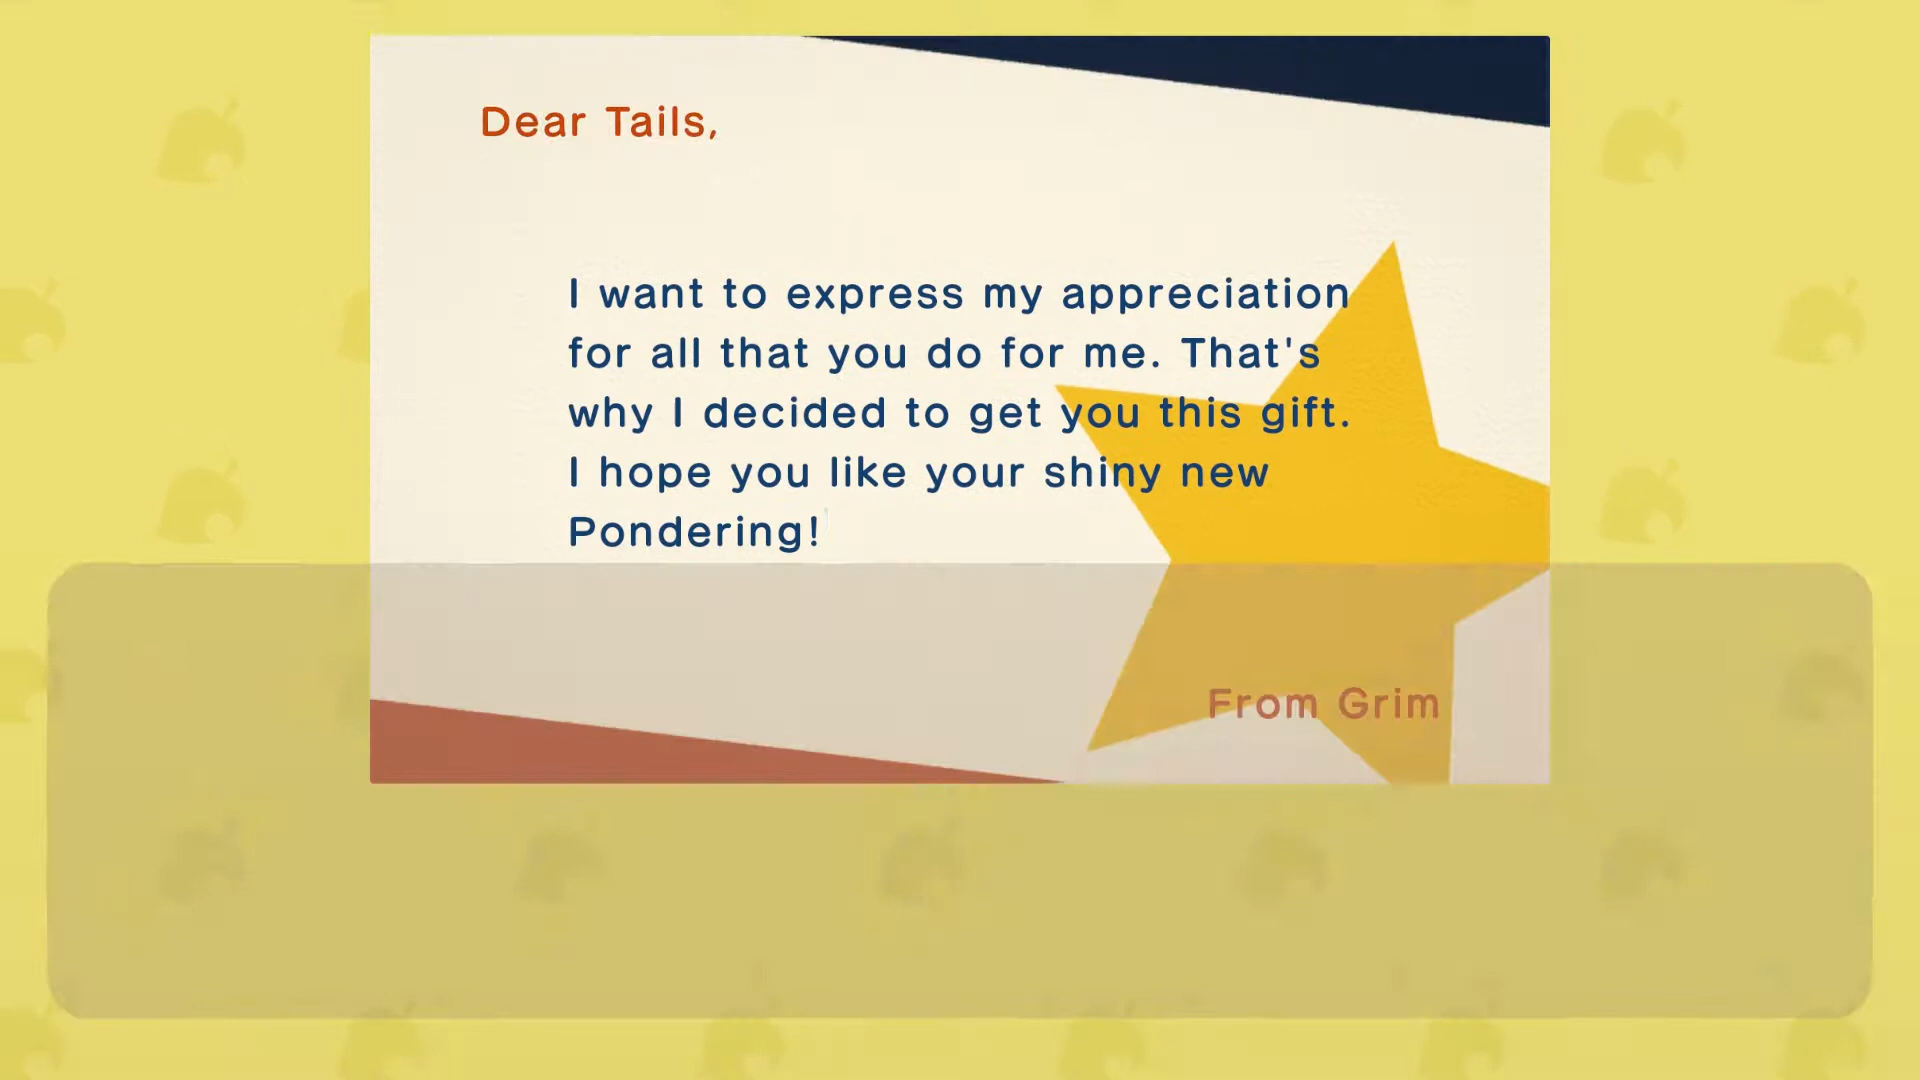 Dear Tails,
I want to express my appreciation
for all that you do for me. That's
why I decided to get you this gift.
I hope you like your shiny new
Pondering!
From Grim